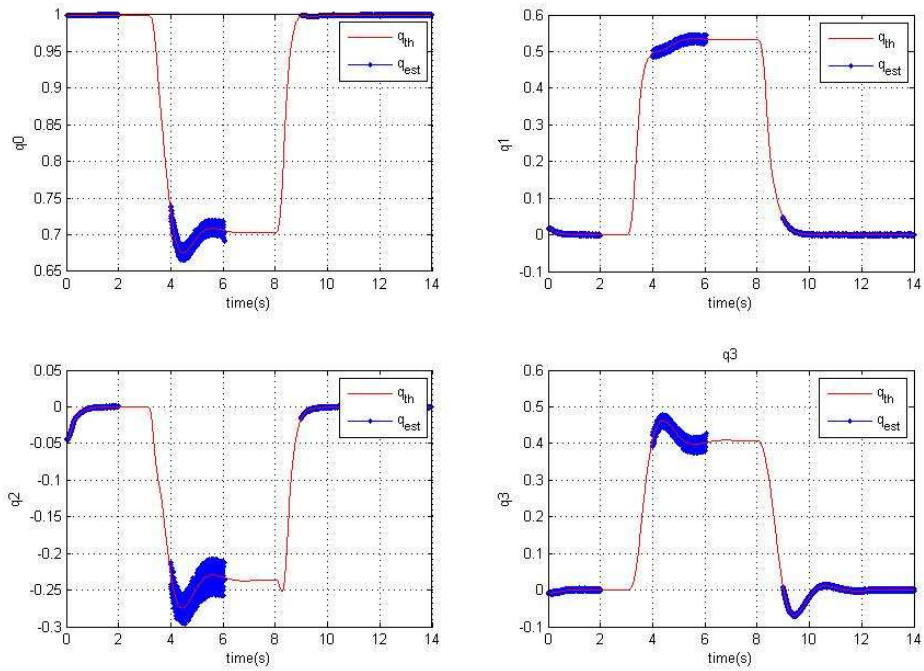 1
0.95
0.9
0.85
0.8
0.75
0.7
0.65
q0
0 2 4 6 8 10 12 14
time(s)
q_th
q_est
0.6
0.5
0.4
0.3
0.2
0.1
0
-0.1
q1
0 2 4 6 8 10 12 14
time(s)
q_th
q_est
0.05
0
-0.05
-0.1
-0.15
-0.2
-0.25
-0.3
q2
0 2 4 6 8 10 12 14
time(s)
q_th
q_est
q3
0.6
0.5
0.4
0.3
0.2
0.1
0
-0.1
q3
0 2 4 6 8 10 12 14
time(s)
q_th
q_est